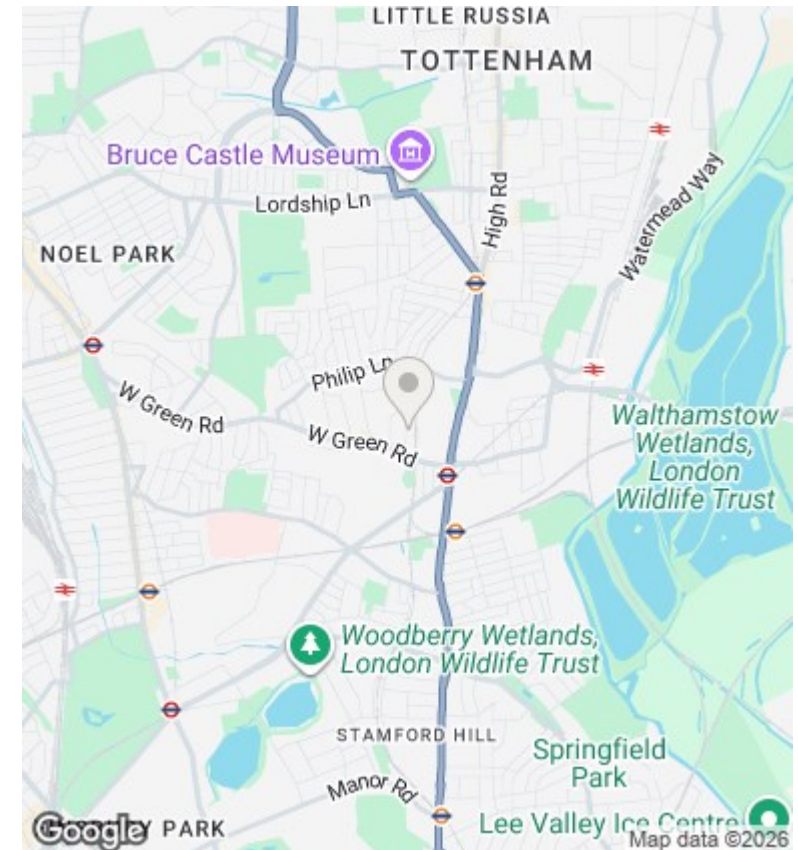 LITTLE RUSSIA
TOTTENHAM
Bruce Castle Museum
Lordship Ln
High Rd
Watermead Way
NOEL PARK
Philip Ln
W Green Rd
W Green Rd
Walthamstow
Wetlands,
London
Wildlife Trust
Woodberry Wetlands,
London Wildlife Trust
STAMFORD HILL
Springfield
Park
Manor Rd
Lee Valley Ice Centre
PARK
Google
Map data ©2026